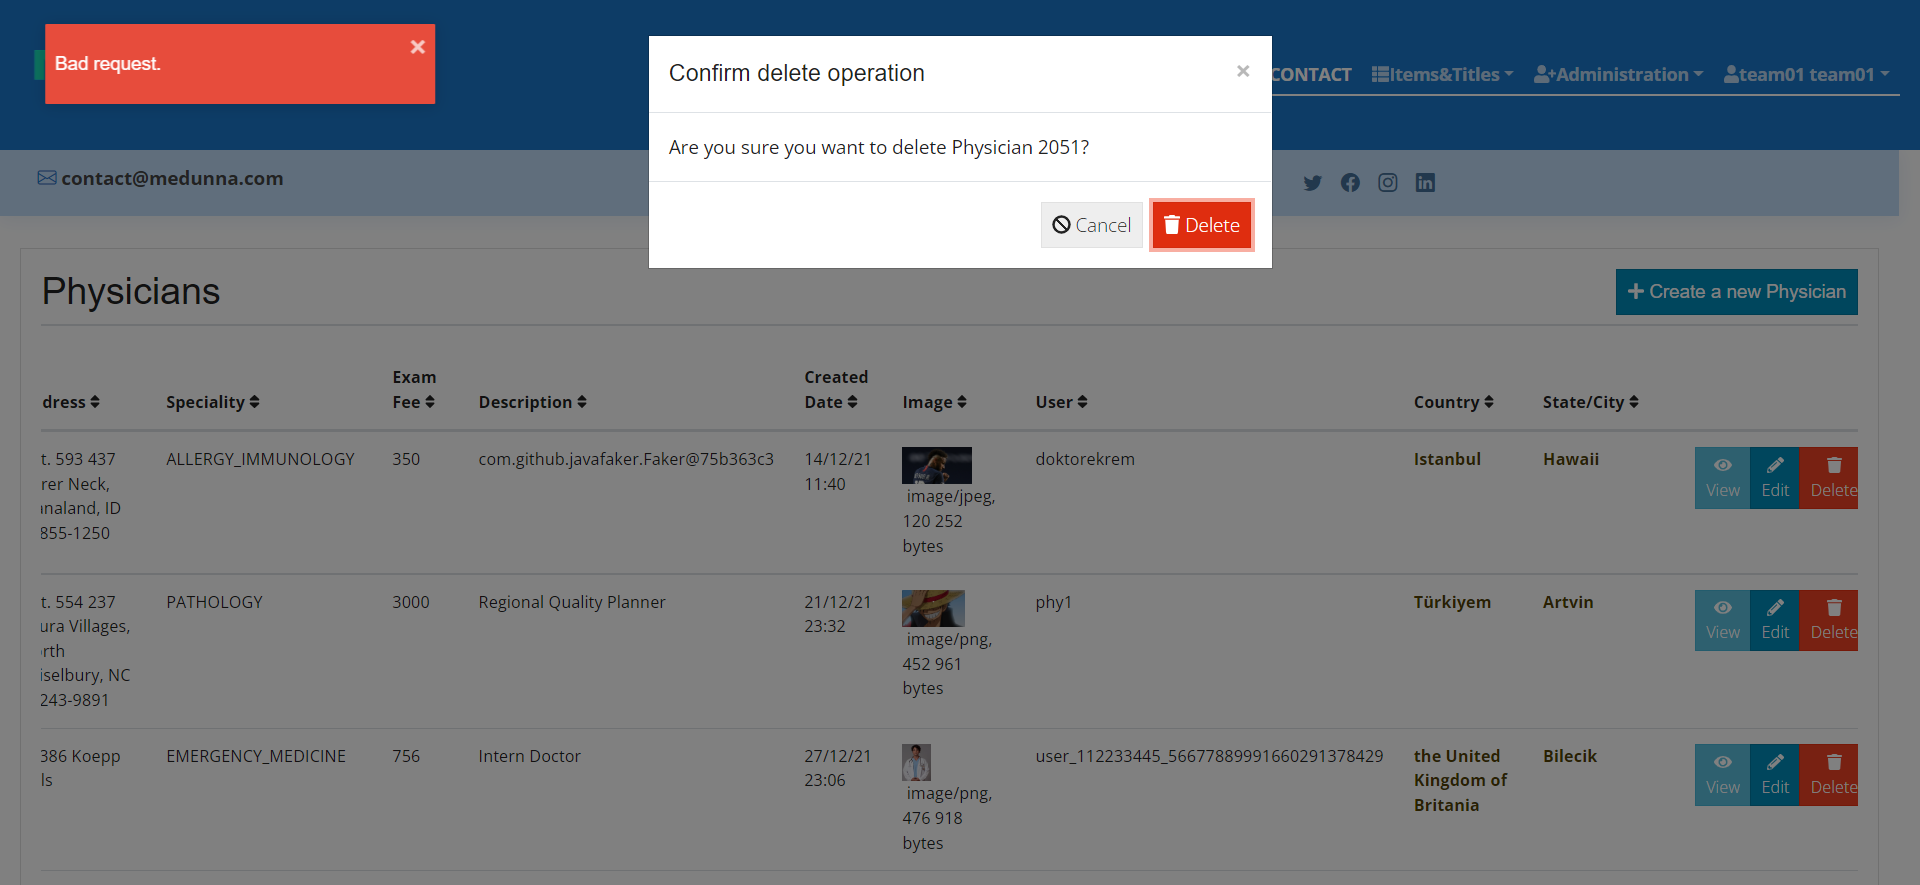 Bad request.
×
Confirm delete operation
×
CONTACT
Items&Titles
Administration
team01 team01
Are you sure you want to delete Physician 2051?
contact@medunna.com
Cancel
Delete
Physicians
Create a new Physician
dress
Speciality
Exam
Fee
Description
Created
Date
Image
User
Country
State/City
t. 593 437
rer Neck,
naland, ID
855-1250
ALLERGY_IMMUNOLOGY
350
com.github.javafaker.Faker@75b363c3
14/12/21
11:40
image/jpeg,
120 252
bytes
doktorekrem
Istanbul
Hawaii
View
Edit
Delete
t. 554 237
ura Villages,
rth
iselbury, NC
243-9891
PATHOLOGY
3000
Regional Quality Planner
21/12/21
23:32
image/png,
452 961
bytes
phy1
Türkiyem
Artvin
View
Edit
Delete
386 Koepp
ls
EMERGENCY_MEDICINE
756
Intern Doctor
27/12/21
23:06
image/png,
476 918
bytes
user_112233445_56677889991660291378429
the United
Kingdom of
Britania
Bilecik
View
Edit
Delete